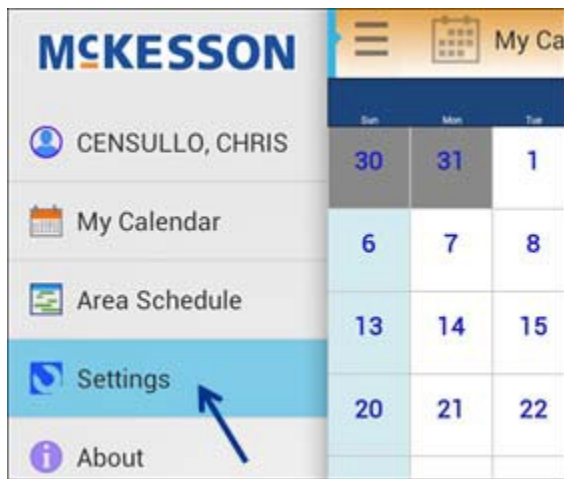 McKESSON
My Ca
CENSULLO, CHRIS
My Calendar
Area Schedule
Settings
About
Sun Mon Tue
30 31 1
6 7 8
13 14 15
20 21 22